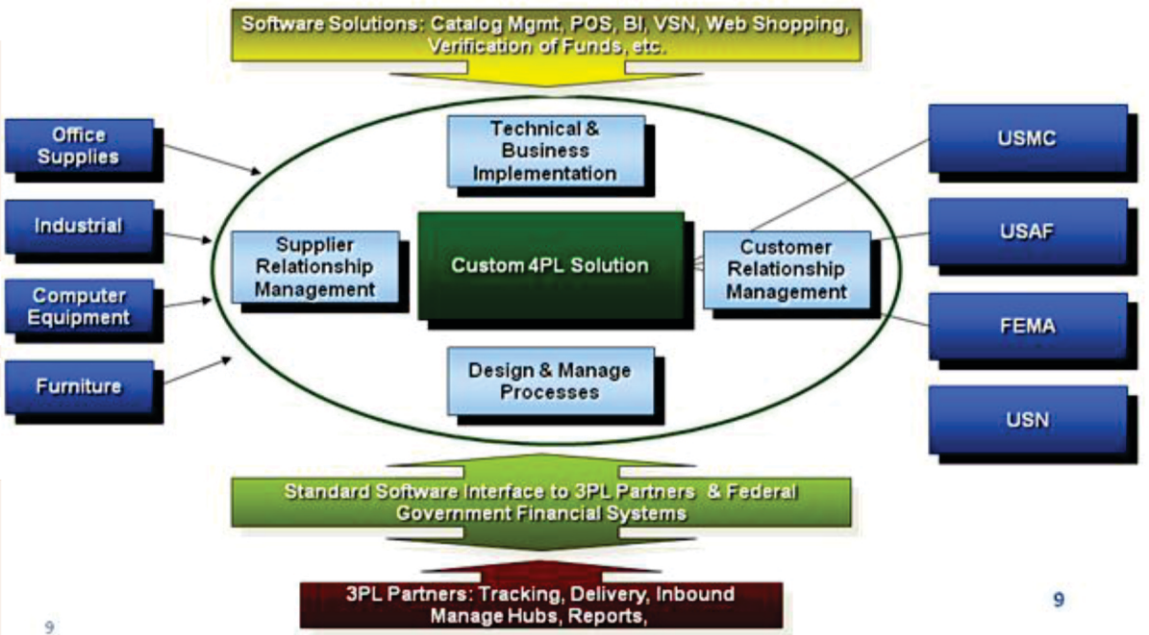 Software Solutions: Catalog Mgmt, POS, BI, VSN, Web Shopping,
Verification of Funds, etc.
Office
Supplies
Industrial
Computer
Equipment
Furniture
Technical &
Business
Implementation
Supplier
Relationship
Management
Custom 4PL Solution
Customer
Relationship
Management
Design & Manage
Processes
USMC
USAF
FEMA
USN
Standard Software Interface to 3PL Partners & Federal
Government Financial Systems
3PL Partners: Tracking, Delivery, Inbound
Manage Hubs, Reports,
9
9